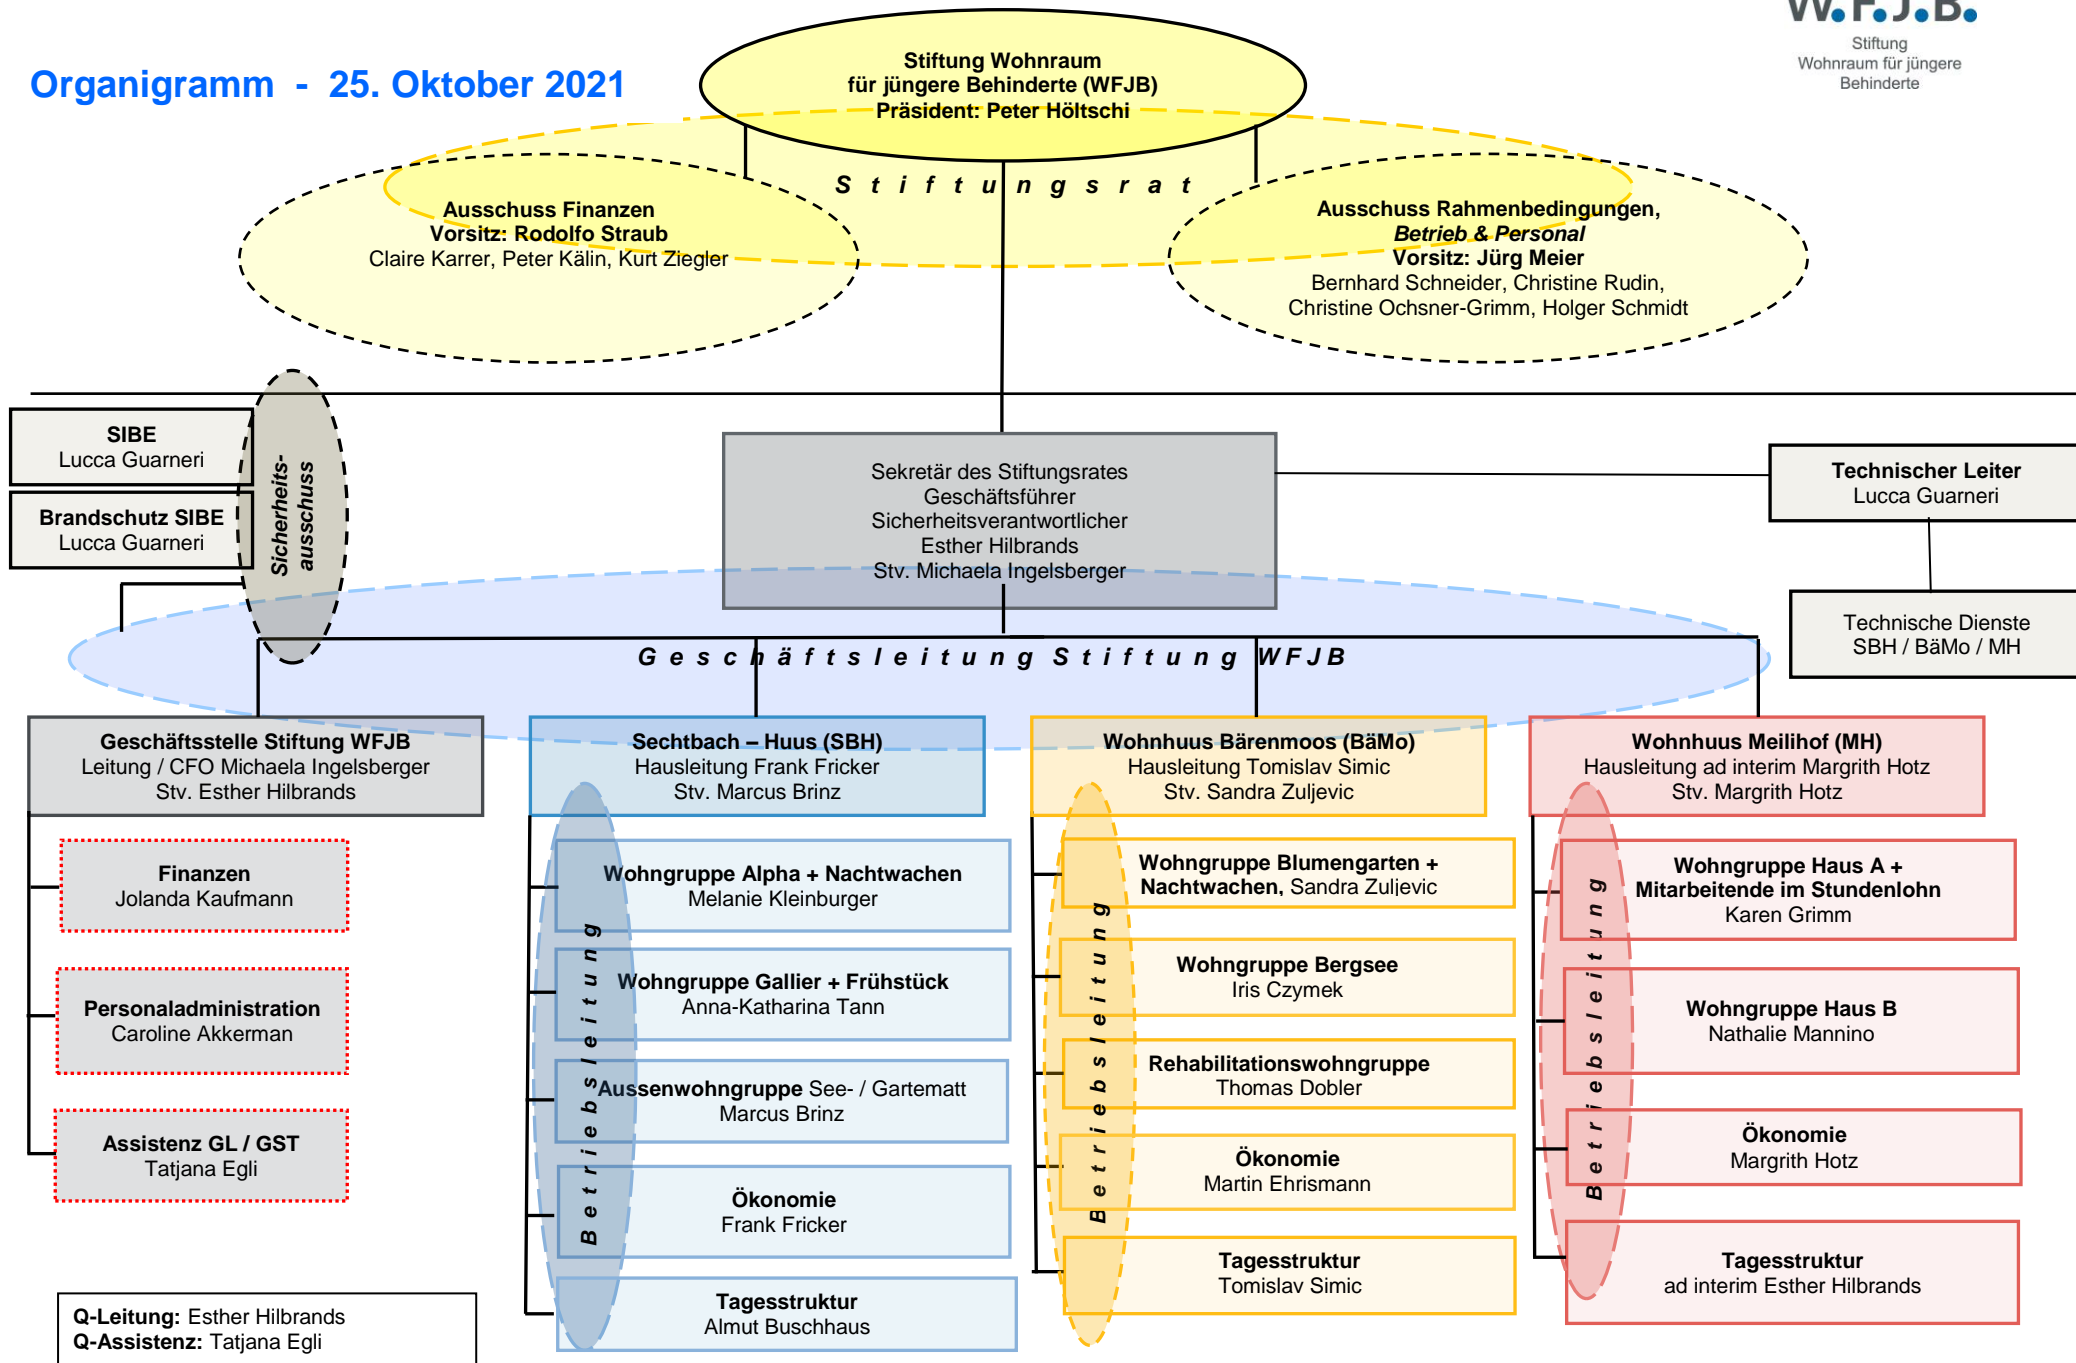 Organigramm - 25. Oktober 2021
W.F.J.B.
Stiftung
Wohnraum für jüngere
Behinderte
Stiftung Wohnraum
für jüngere Behinderte (WFJB)
Präsident: Peter Höltschi
Stiftungsrat
Ausschuss Finanzen
Vorsitz: Rodolfo Straub
Claire Karrer, Peter Kälin, Kurt Ziegler
Ausschuss Rahmenbedingungen,
Betrieb & Personal
Vorsitz: Jürg Meier
Bernhard Schneider, Christine Rudin,
Christine Ochsner-Grimm, Holger Schmidt
SIBE
Lucca Guarneri
Brandschutz SIBE
Lucca Guarneri
Sicherheits-
ausschuss
Sekretär des Stiftungsrates
Geschäftsführer
Sicherheitsverantwortlicher
Esther Hilbrands
Stv. Michaela Ingelsberger
Technischer Leiter
Lucca Guarneri
Technische Dienste
SBH / BäMo / MH
Geschäftsleitung Stiftung WFJB
Geschäftsstelle Stiftung WFJB
Leitung / CFO Michaela Ingelsberger
Stv. Esther Hilbrands
Finanzen
Jolanda Kaufmann
Personaladministration
Caroline Akkerman
Assistenz GL / GST
Tatjana Egli
Q-Leitung: Esther Hilbrands
Q-Assistenz: Tatjana Egli
Sechtbach – Huus (SBH)
Hausleitung Frank Fricker
Stv. Marcus Brinz
Betriebsleitung
Wohngruppe Alpha + Nachtwachen
Melanie Kleinburger
Wohngruppe Gallier + Frühstück
Anna-Katharina Tann
Aussenwohngruppe See- / Gartematt
Marcus Brinz
Ökonomie
Frank Fricker
Tagesstruktur
Almut Buschhaus
Wohnhuus Bärenmoos (BäMo)
Hausleitung Tomislav Simic
Stv. Sandra Zuljevic
Betriebsleitung
Wohngruppe Blumengarten +
Nachtwachen, Sandra Zuljevic
Wohngruppe Bergsee
Iris Czymek
Rehabilitationswohngruppe
Thomas Dobler
Ökonomie
Martin Ehrismann
Tagesstruktur
Tomislav Simic
Wohnhuus Meilihof (MH)
Hausleitung ad interim Margrith Hotz
Stv. Margrith Hotz
Betriebsleitung
Wohngruppe Haus A +
Mitarbeitende im Stundenlohn
Karen Grimm
Wohngruppe Haus B
Nathalie Mannino
Ökonomie
Margrith Hotz
Tagesstruktur
ad interim Esther Hilbrands